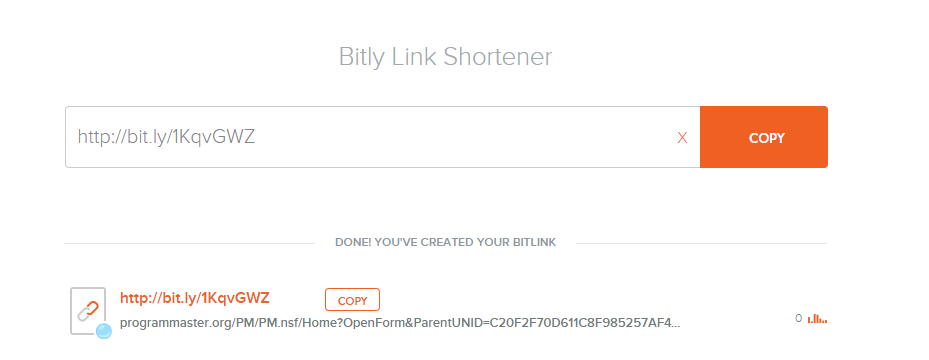 Bitly Link Shortener
http://bit.ly/1KqvGWZ X COPY
DONE! YOU'VE CREATED YOUR BITLINK
http://bit.ly/1KqvGWZ COPY
programmaster.org/PM/PM.nsf/Home?OpenForm&ParentUNID=C20F2F70D611C8F985257AF4... 0